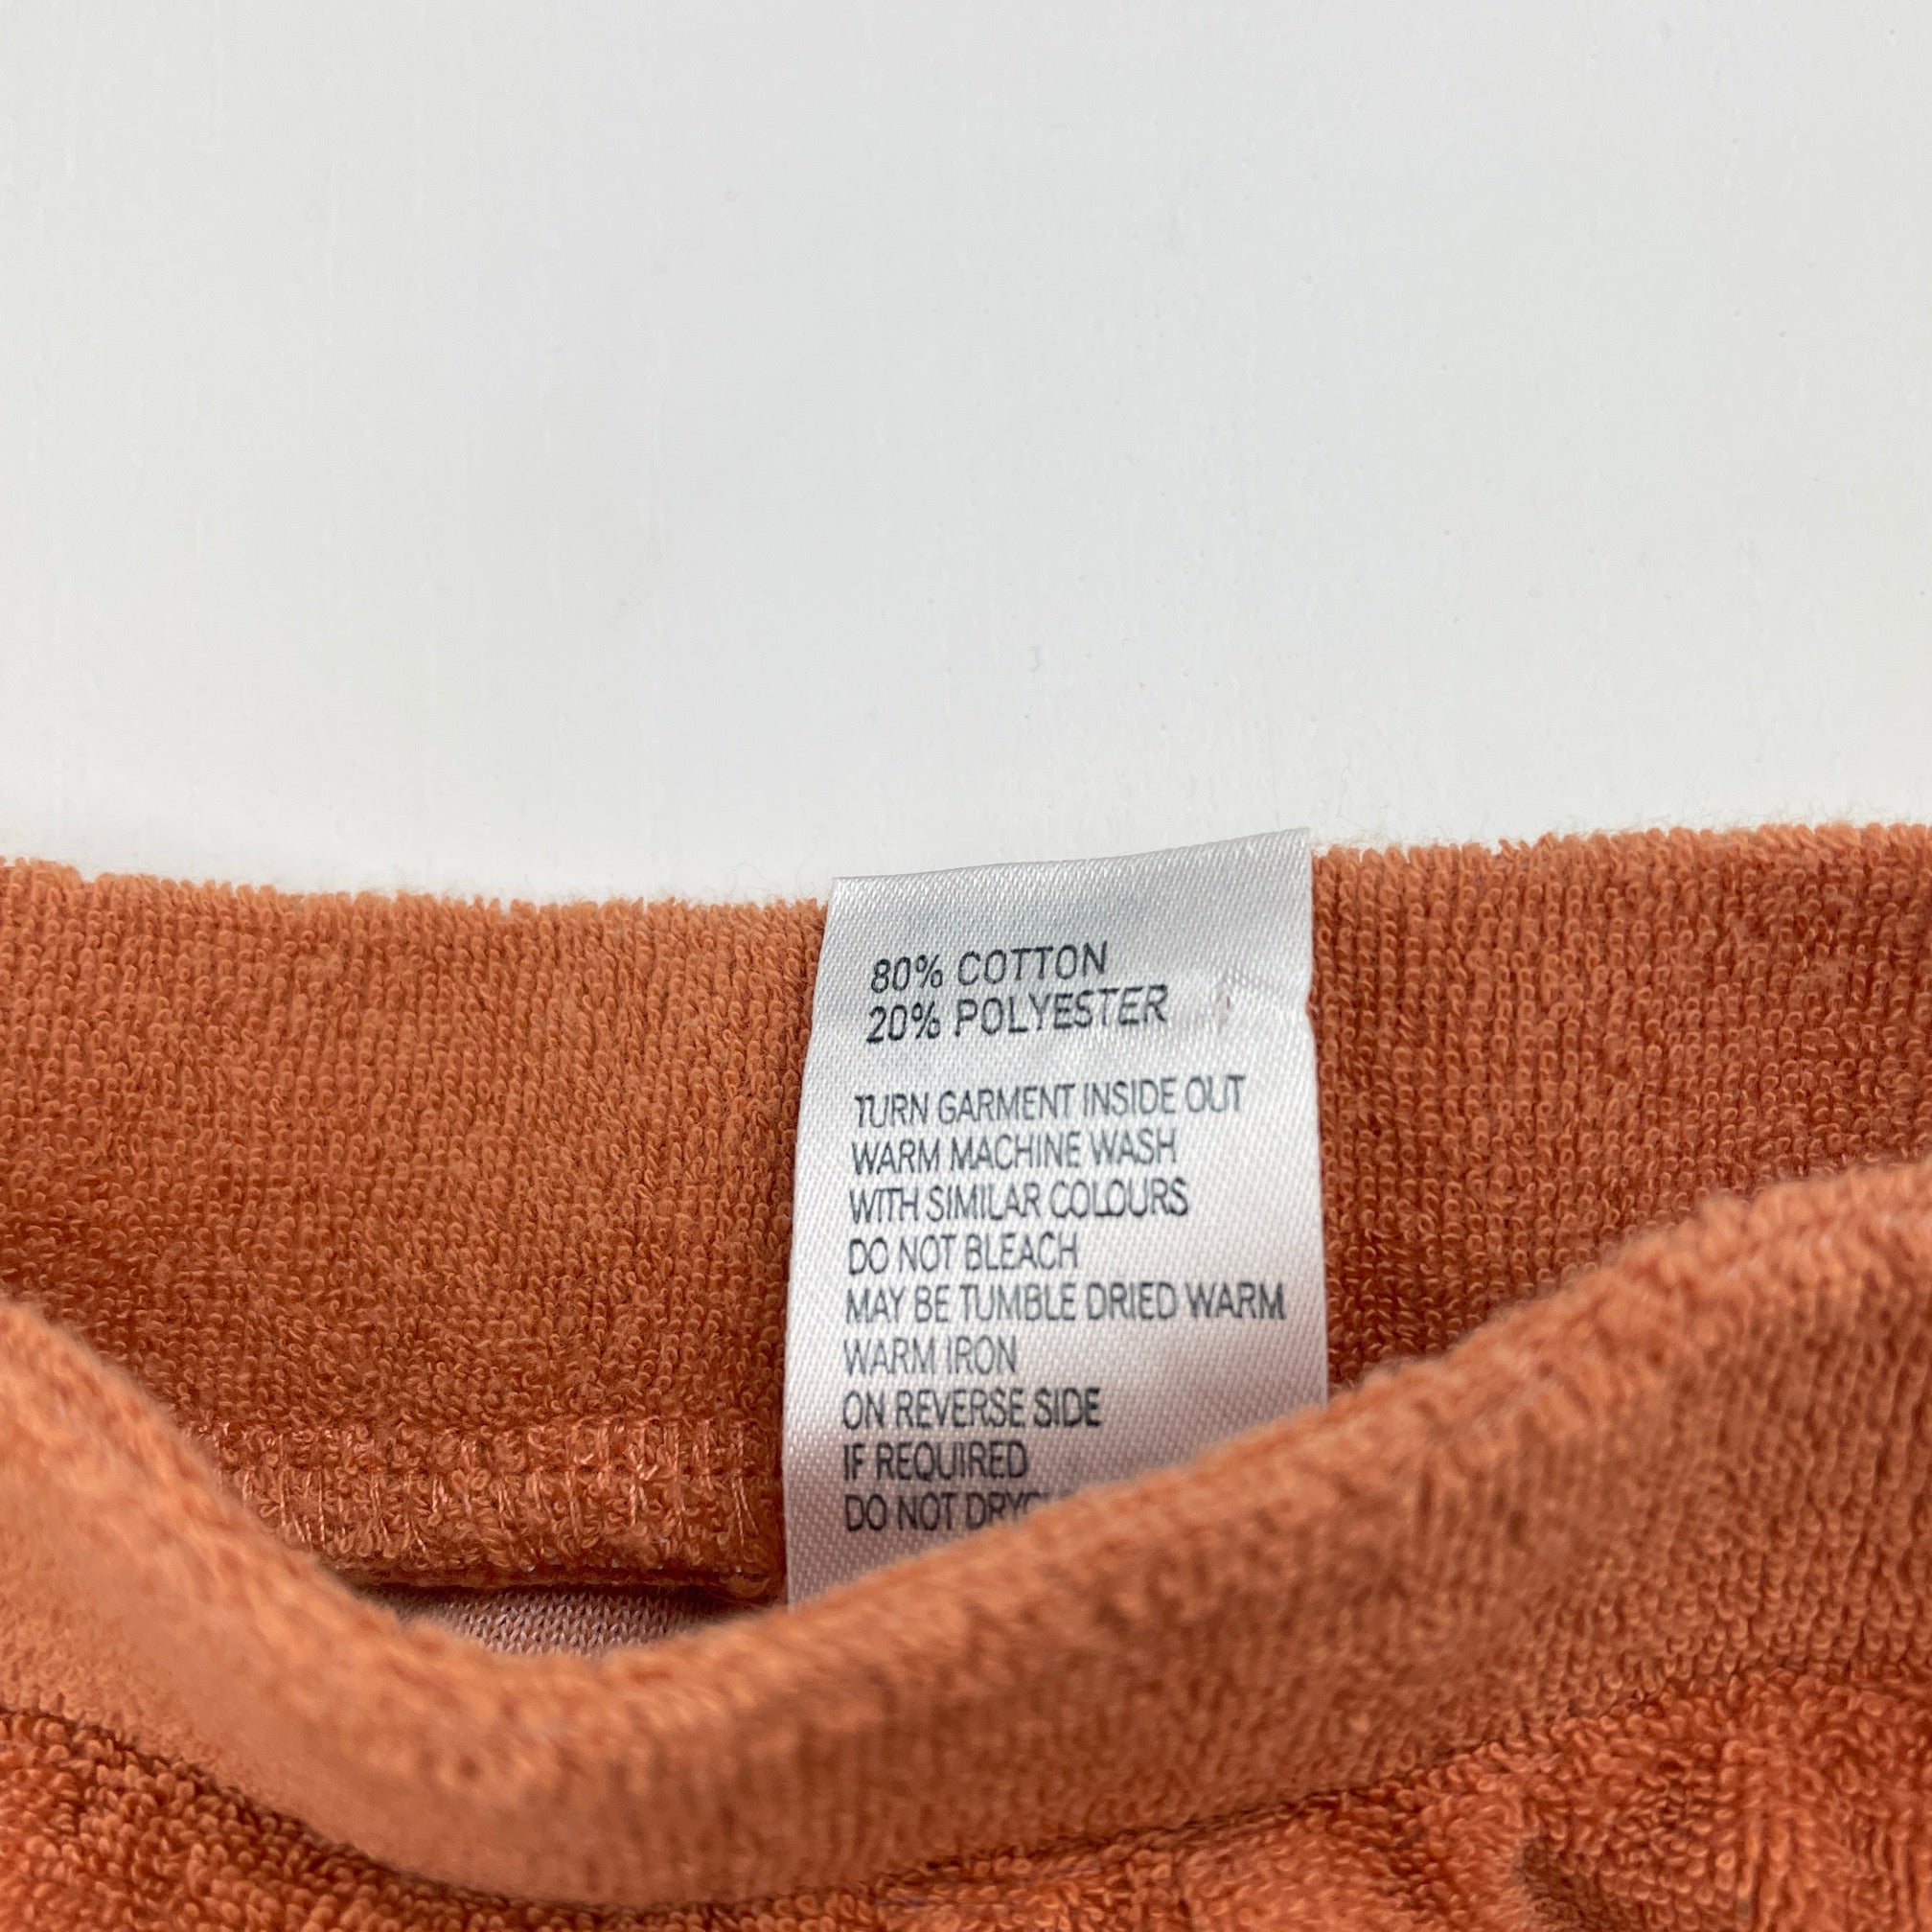 80% COTTON
20% POLYESTER
TURN GARMENT INSIDE OUT
WARM MACHINE WASH
WITH SIMILAR COLOURS
DO NOT BLEACH
MAY BE TUMBLE DRIED WARM
WARM IRON
ON REVERSE SIDE
IF REQUIRED
DO NOT